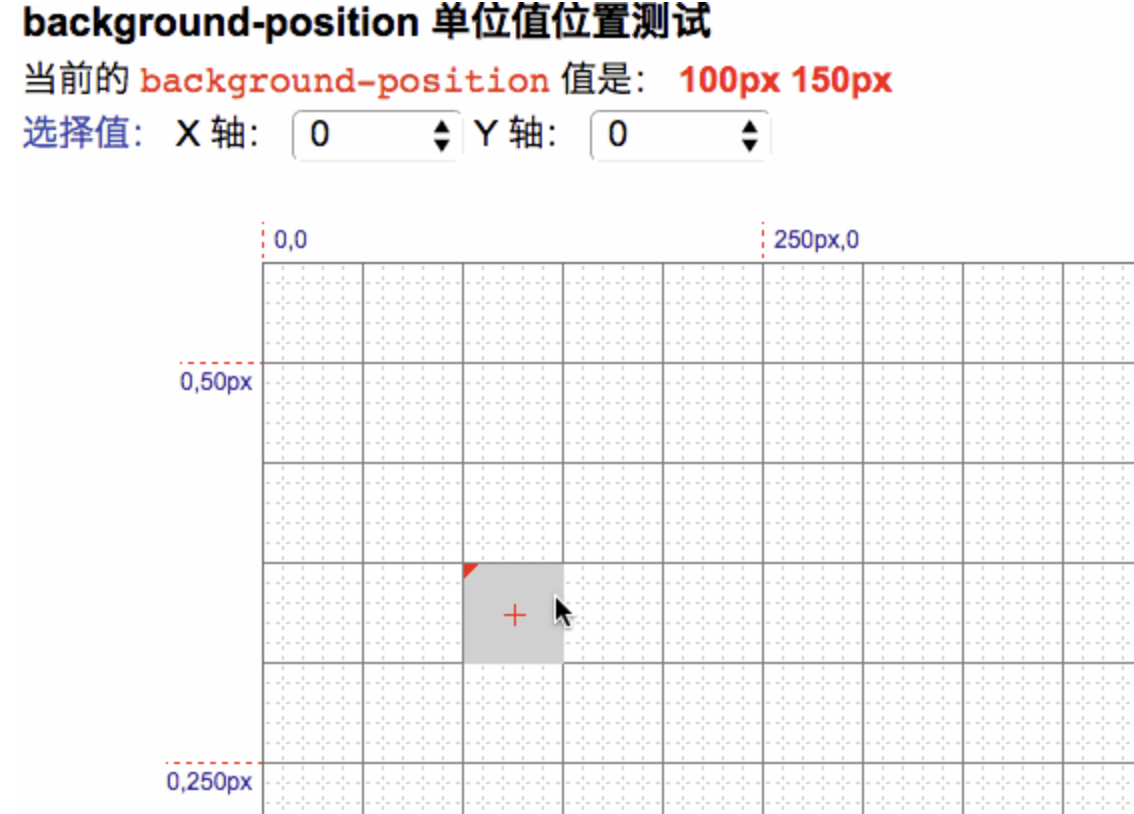 background-position 单位值位置测试
当前的 background-position 值是： 100px 150px
选择值： X 轴： 0 Y 轴： 0
0,0 250px,0
0,50px
0,250px